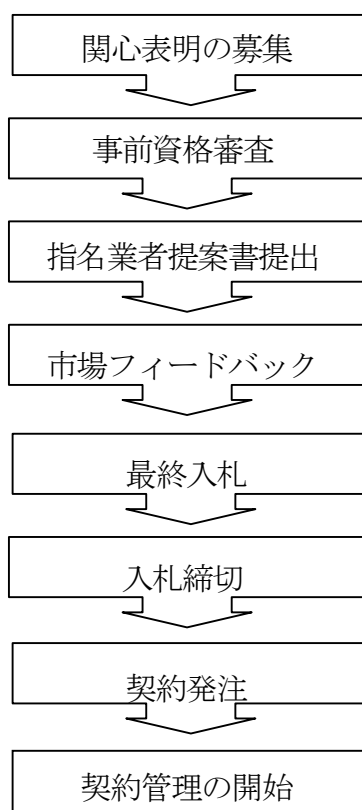 関心表明の募集
事前資格審査
指名業者提案書提出
市場フィードバック
最終入札
入札締切
契約発注
契約管理の開始